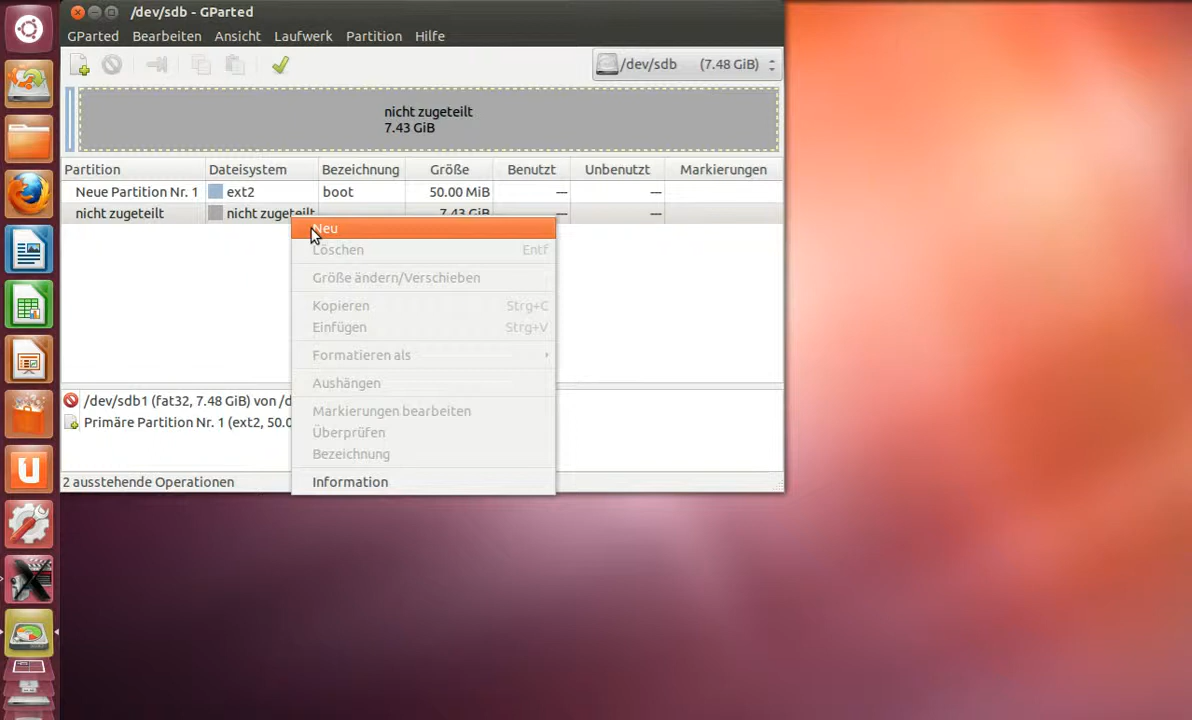 /dev/sdb - GParted
GParted Bearbeiten Ansicht Laufwerk Partition Hilfe
/dev/sdb (7.48 GiB)
nicht zugeteilt
7.43 GiB
Partition Dateisystem Bezeichnung Größe Benutzt Unbenutzt Markierungen
Neue Partition Nr. 1 ext2 boot 50.00 MiB --- ---
nicht zugeteilt nicht zugeteilt 7.43 GiB --- ---
Neu
Löschen Entf
Größe ändern/Verschieben
Kopieren Strg+C
Einfügen Strg+V
Formatieren als
Aushängen
Markierungen bearbeiten
Überprüfen
Bezeichnung
Information
/dev/sdb1 (fat32, 7.48 GiB) von /d
Primäre Partition Nr. 1 (ext2, 50.0
2 ausstehende Operationen